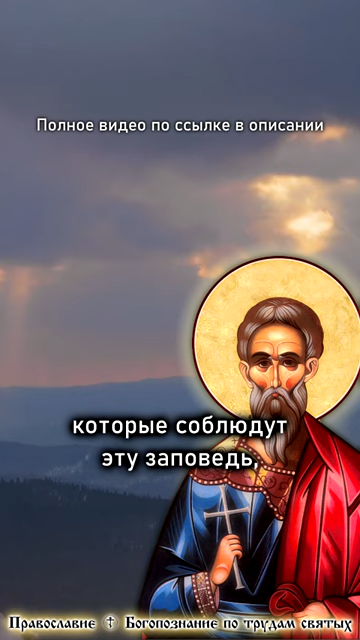 Полное видео по ссылке в описании
которые соблюдут
эту заповедь,
Православие ☦ Богопознание по трудам святых